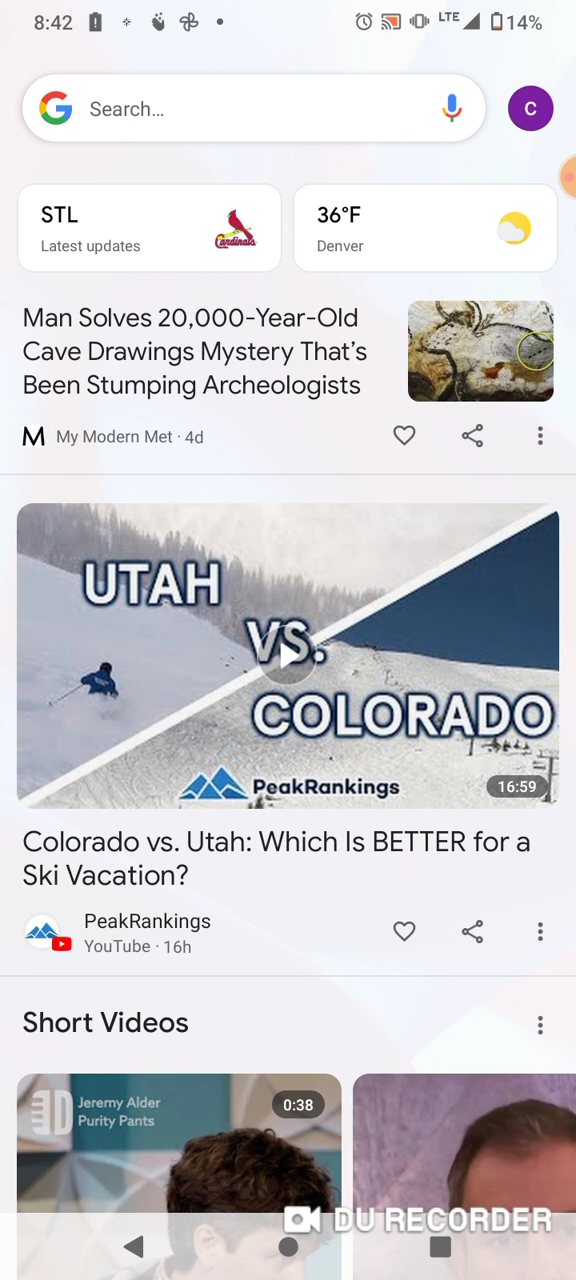 8:42
LTE
14%
Search...
C
STL
Latest updates
Cardinals
36°F
Denver
Man Solves 20,000-Year-Old
Cave Drawings Mystery That's
Been Stumping Archeologists
M My Modern Met · 4d
UTAH
VS.
COLORADO
PeakRankings
16:59
Colorado vs. Utah: Which Is BETTER for a
Ski Vacation?
PeakRankings
YouTube · 16h
Short Videos
Jeremy Alder
Purity Pants
0:38
DU RECORDER